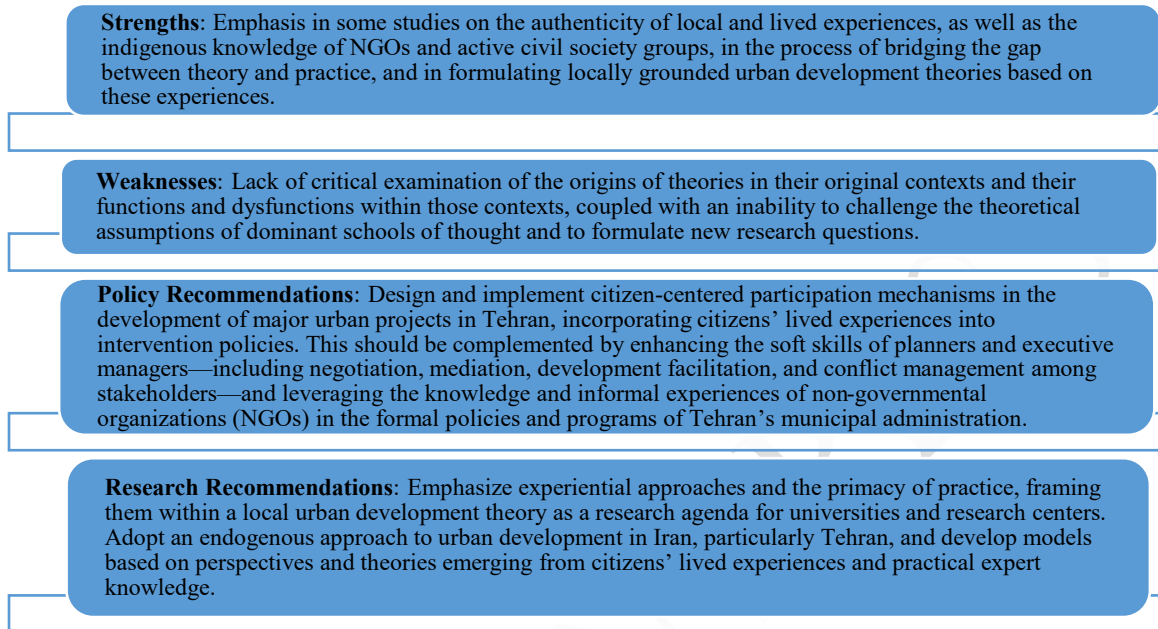 Strengths: Emphasis in some studies on the authenticity of local and lived experiences, as well as the
indigenous knowledge of NGOs and active civil society groups, in the process of bridging the gap
between theory and practice, and in formulating locally grounded urban development theories based on
these experiences.
Weaknesses: Lack of critical examination of the origins of theories in their original contexts and their
functions and dysfunctions within those contexts, coupled with an inability to challenge the theoretical
assumptions of dominant schools of thought and to formulate new research questions.
Policy Recommendations: Design and implement citizen-centered participation mechanisms in the
development of major urban projects in Tehran, incorporating citizens’ lived experiences into
intervention policies. This should be complemented by enhancing the soft skills of planners and executive
managers—including negotiation, mediation, development facilitation, and conflict management among
stakeholders—and leveraging the knowledge and informal experiences of non-governmental
organizations (NGOs) in the formal policies and programs of Tehran’s municipal administration.
Research Recommendations: Emphasize experiential approaches and the primacy of practice, framing
them within a local urban development theory as a research agenda for universities and research centers.
Adopt an endogenous approach to urban development in Iran, particularly Tehran, and develop models
based on perspectives and theories emerging from citizens’ lived experiences and practical expert
knowledge.